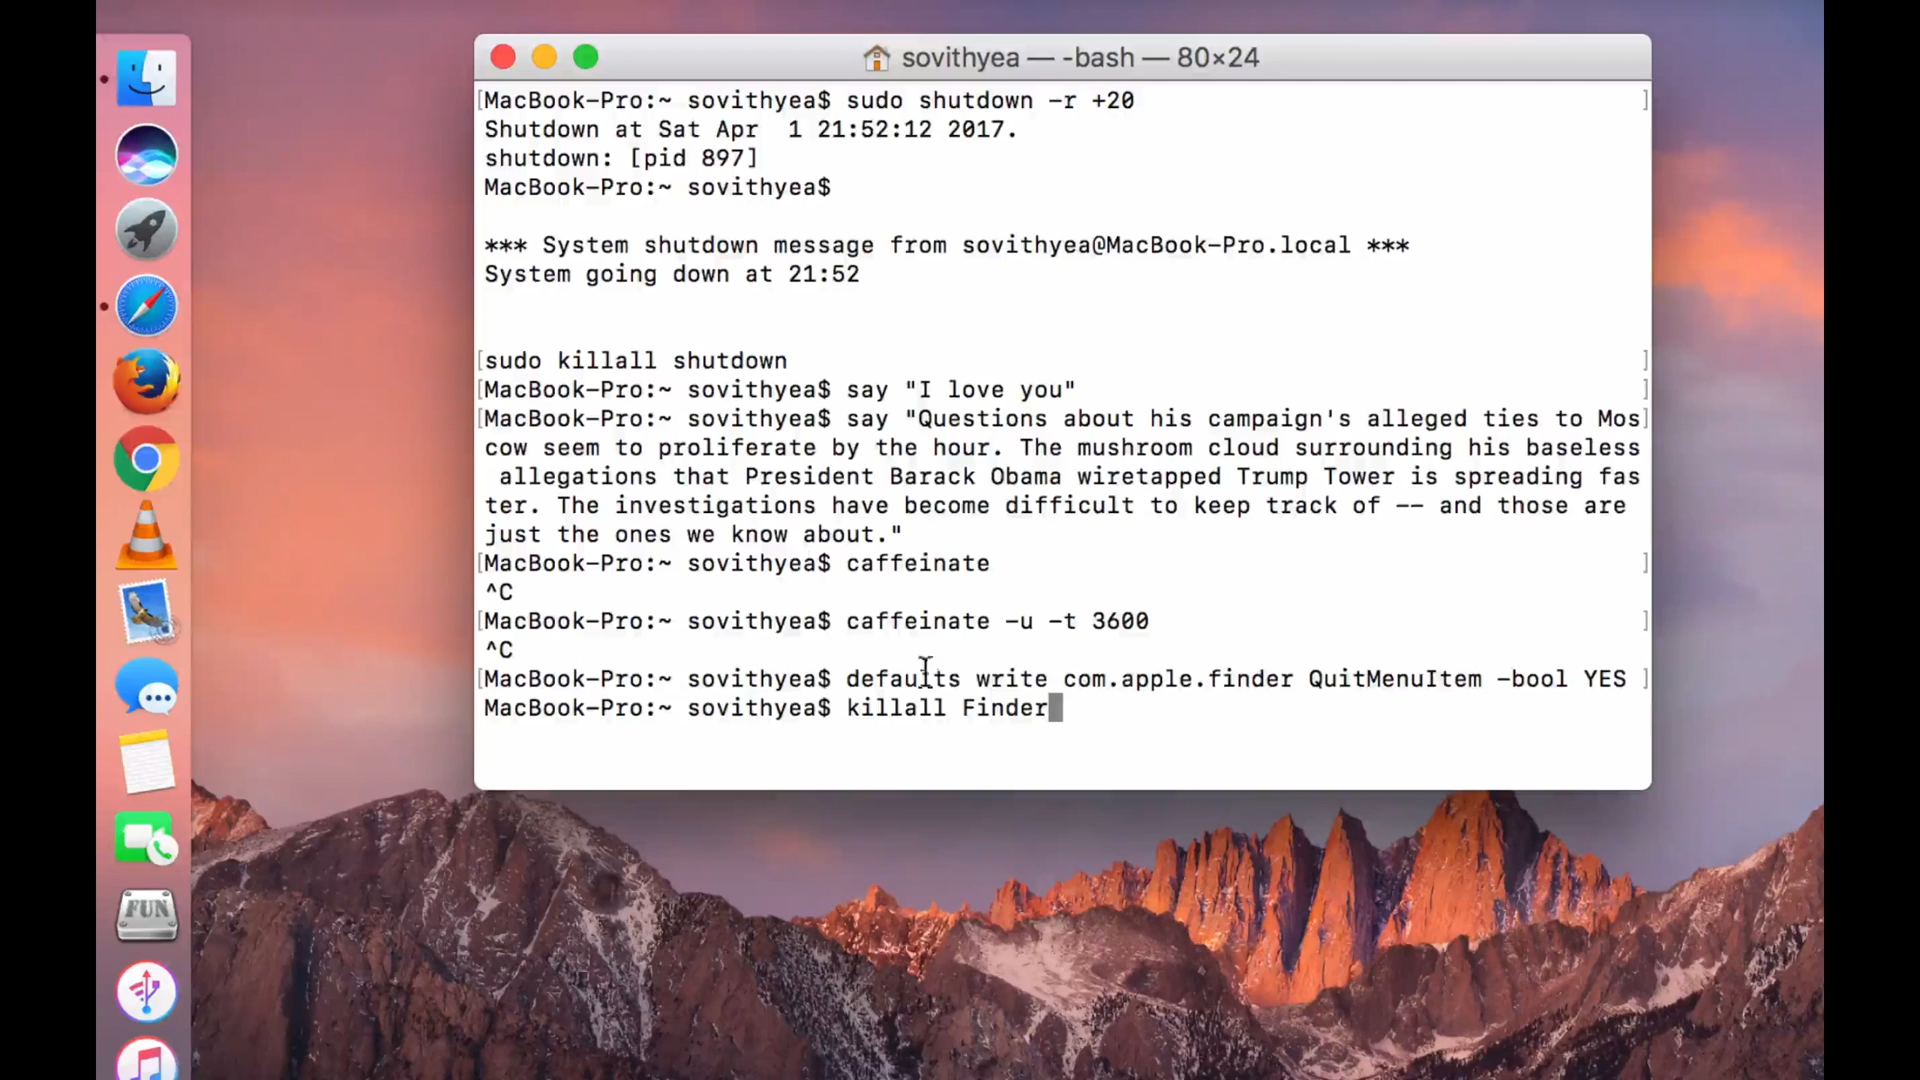 sovithyea — -bash — 80×24
[MacBook-Pro:~ sovithyea$ sudo shutdown -r +20 ]
Shutdown at Sat Apr  1 21:52:12 2017.
shutdown: [pid 897]
MacBook-Pro:~ sovithyea$
*** System shutdown message from sovithyea@MacBook-Pro.local ***
System going down at 21:52
[sudo killall shutdown ]
[MacBook-Pro:~ sovithyea$ say "I love you" ]
[MacBook-Pro:~ sovithyea$ say "Questions about his campaign's alleged ties to Mos]
cow seem to proliferate by the hour. The mushroom cloud surrounding his baseless
 allegations that President Barack Obama wiretapped Trump Tower is spreading fas
ter. The investigations have become difficult to keep track of -- and those are
just the ones we know about."
[MacBook-Pro:~ sovithyea$ caffeinate ]
^C
[MacBook-Pro:~ sovithyea$ caffeinate -u -t 3600 ]
^C
[MacBook-Pro:~ sovithyea$ defaults write com.apple.finder QuitMenuItem -bool YES ]
MacBook-Pro:~ sovithyea$ killall Finder
FUN